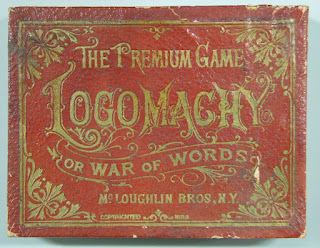 THE PREMIUM GAME
LOGOMACHY
OR WAR OF WORDS
McLOUGHLIN BROS, N.Y.
COPYRIGHTED